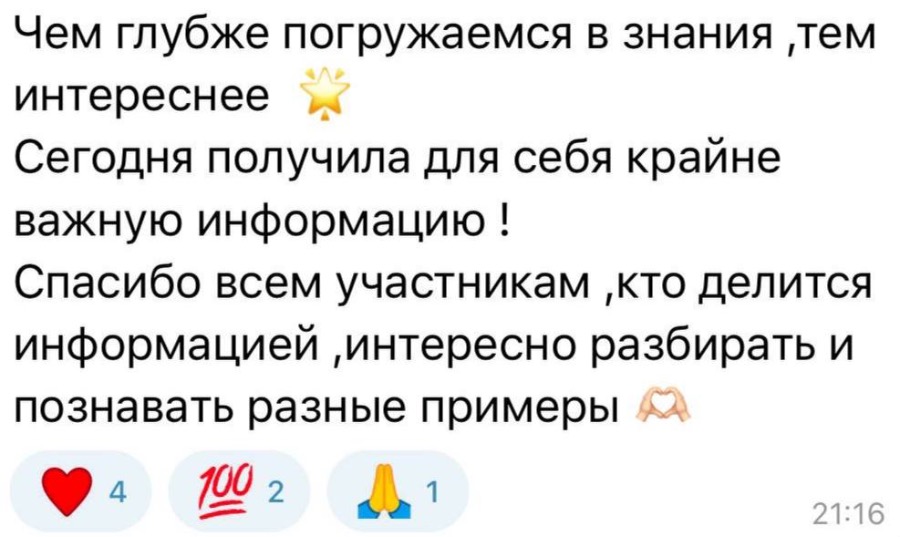 Чем глубже погружаемся в знания ,тем
интереснее 🌟
Сегодня получила для себя крайне
важную информацию !
Спасибо всем участникам ,кто делится
информацией ,интересно разбирать и
познавать разные примеры 🫶🏻
❤️ 4 💯 2 🙏 1
21:16